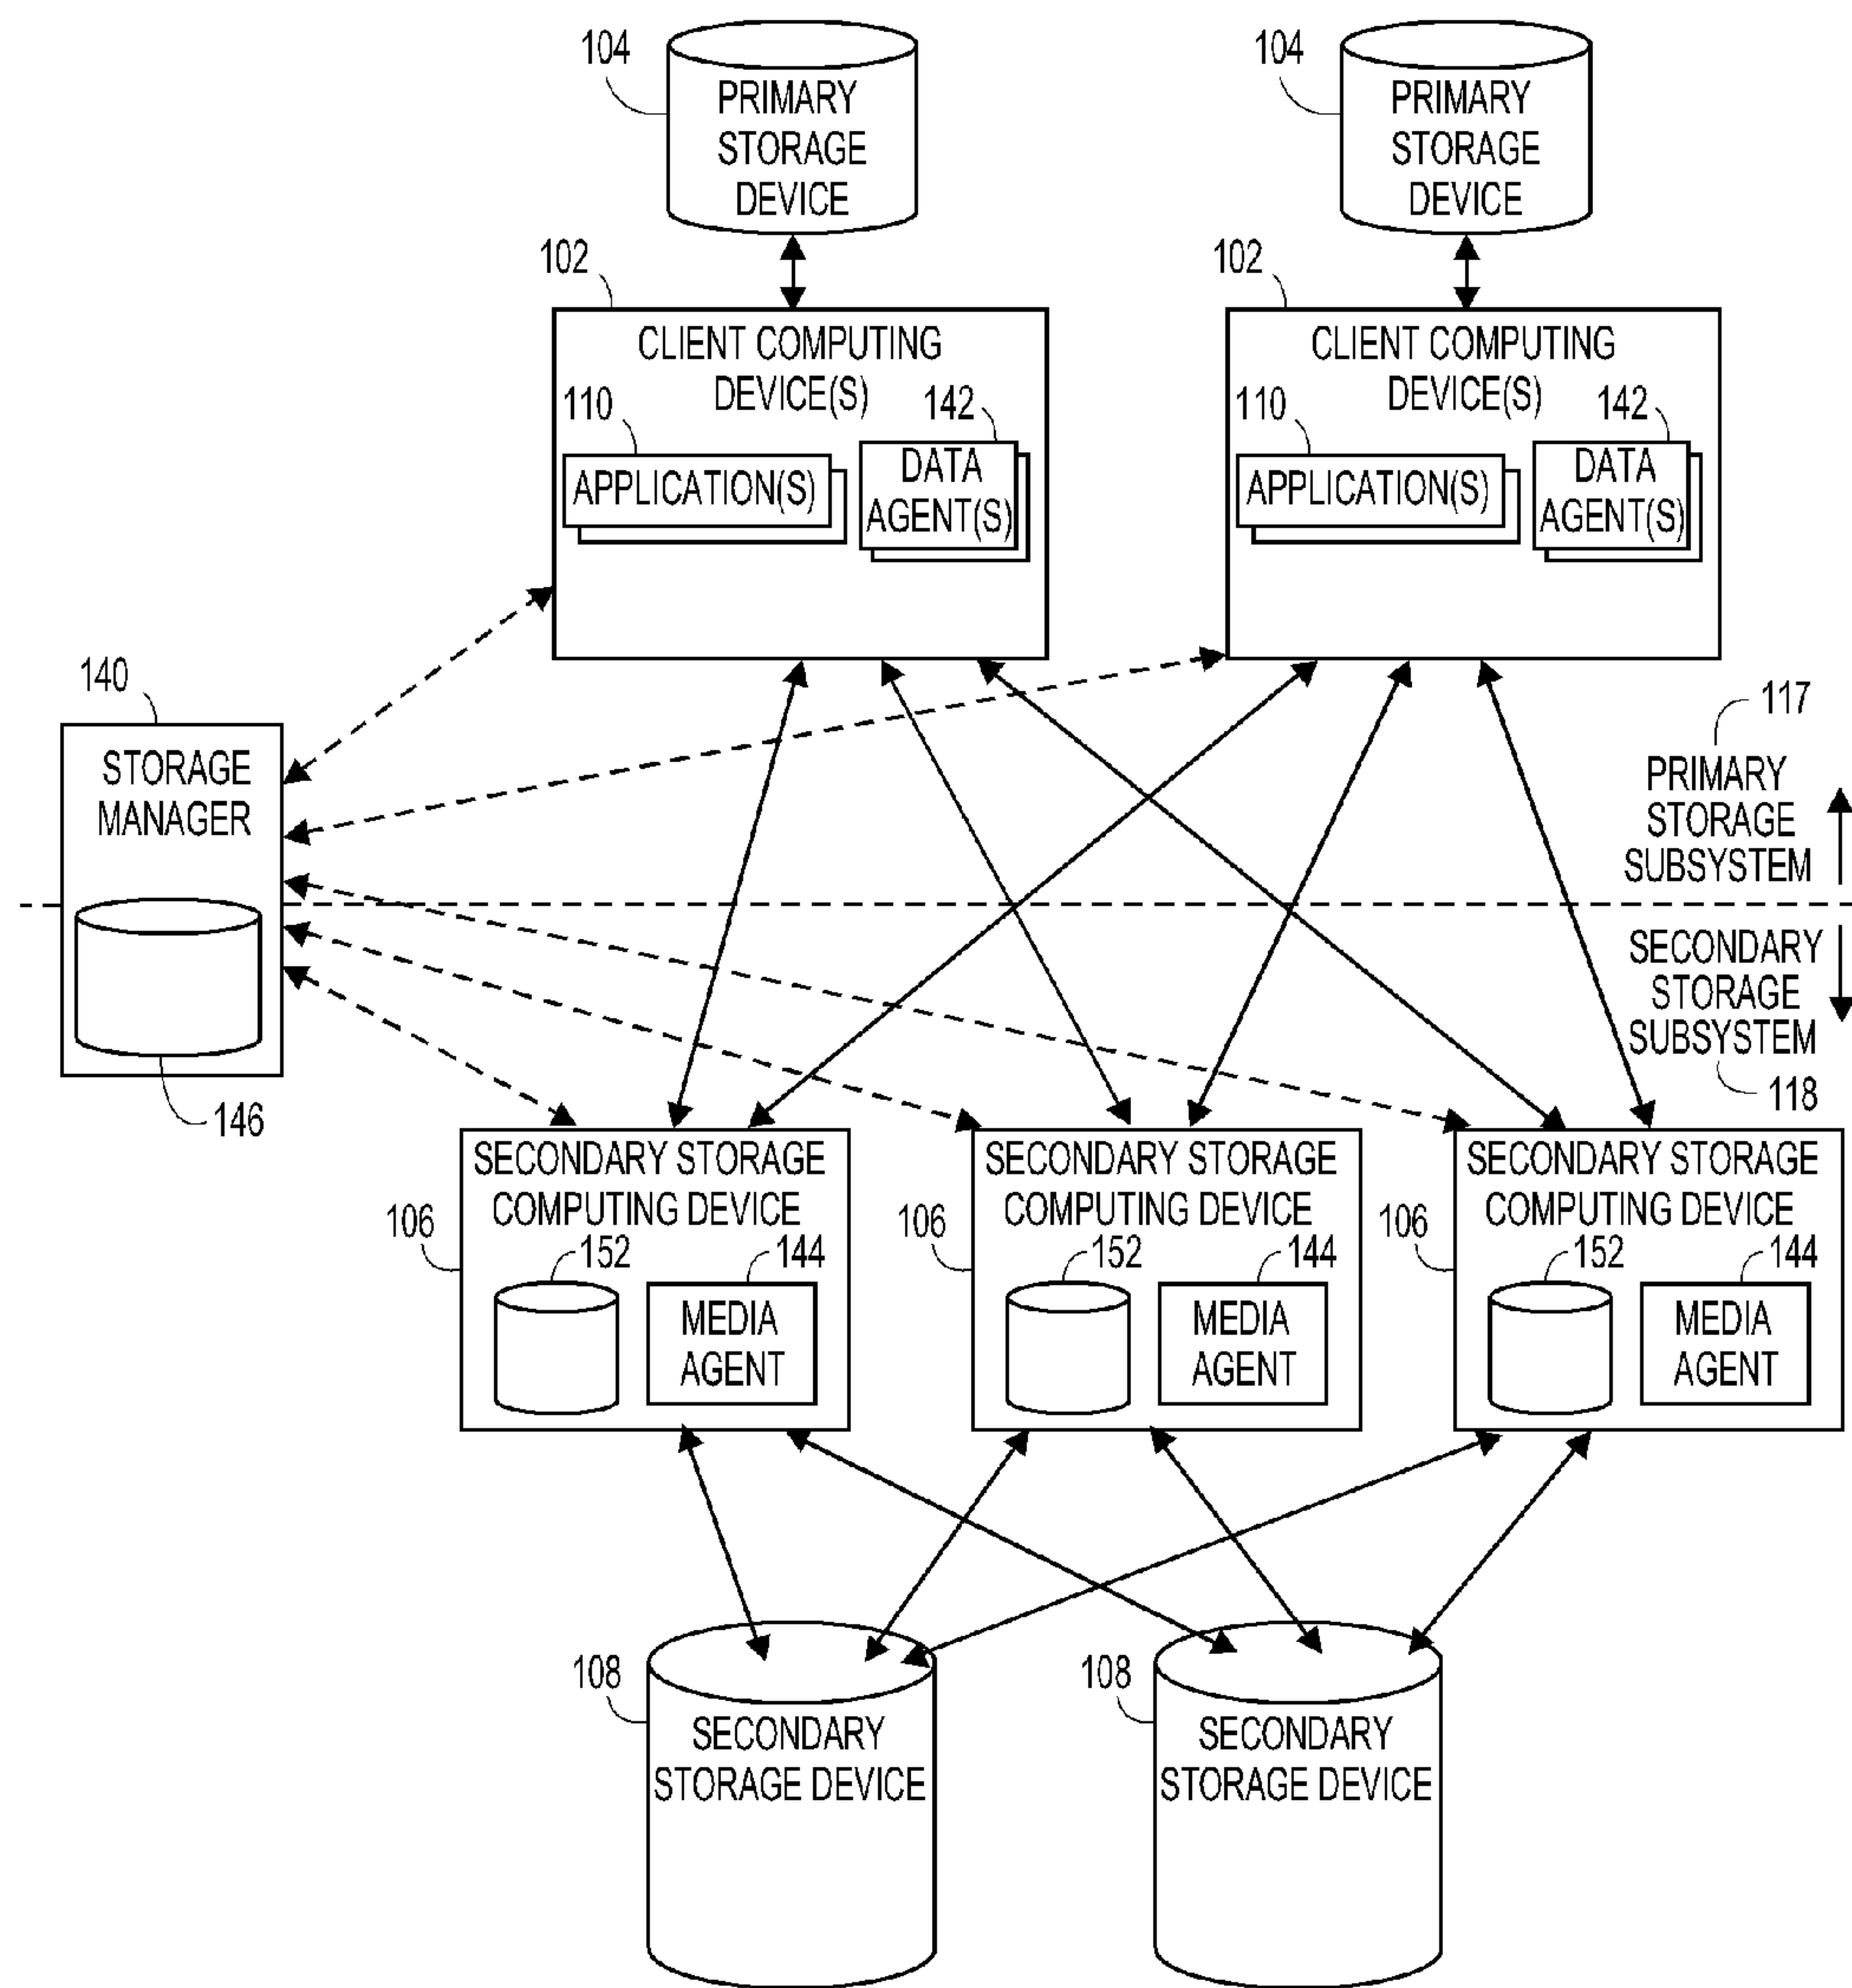 104
PRIMARY
STORAGE
DEVICE
104
PRIMARY
STORAGE
DEVICE
102
CLIENT COMPUTING
DEVICE(S)
110
142
APPLICATION(S)
DATA
AGENT(S)
102
CLIENT COMPUTING
DEVICE(S)
110
142
APPLICATION(S)
DATA
AGENT(S)
140
STORAGE
MANAGER
146
117
PRIMARY
STORAGE
SUBSYSTEM
SECONDARY
STORAGE
SUBSYSTEM
118
SECONDARY STORAGE
COMPUTING DEVICE
106
152
144
MEDIA
AGENT
SECONDARY STORAGE
COMPUTING DEVICE
106
152
144
MEDIA
AGENT
SECONDARY STORAGE
COMPUTING DEVICE
106
152
144
MEDIA
AGENT
108
SECONDARY
STORAGE DEVICE
108
SECONDARY
STORAGE DEVICE